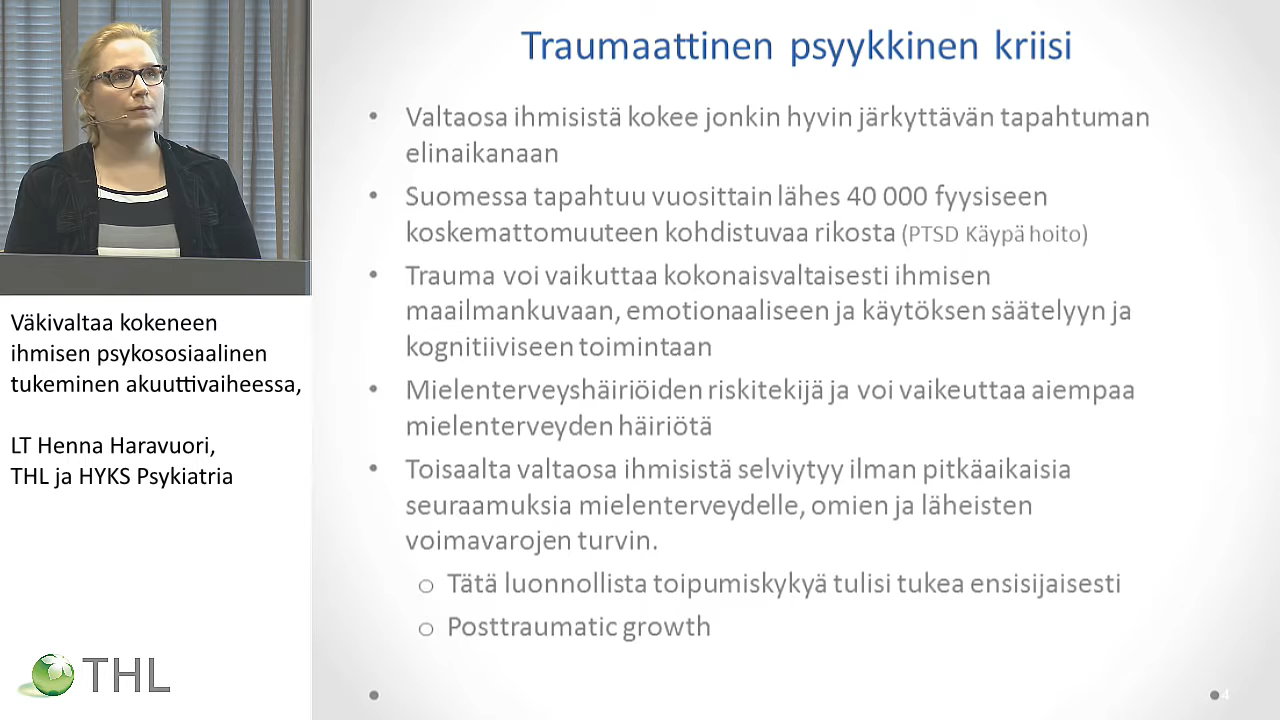 Traumaattinen psyykkinen kriisi
• Valtaosa ihmisistä kokee jonkin hyvin järkyttävän tapahtuman
elinaikanaan
• Suomessa tapahtuu vuosittain lähes 40 000 fyysiseen
koskemattomuuteen kohdistuvaa rikosta (PTSD Käypä hoito)
• Trauma voi vaikuttaa kokonaisvaltaisesti ihmisen
maailmankuvaan, emotionaaliseen ja käytöksen säätelyyn ja
kognitiiviseen toimintaan
• Mielenterveyshäiriöiden riskitekijä ja voi vaikeuttaa aiempaa
mielenterveyden häiriötä
• Toisaalta valtaosa ihmisistä selviytyy ilman pitkäaikaisia
seuraamuksia mielenterveydelle, omien ja läheisten
voimavarojen turvin.
o Tätä luonnollista toipumiskykyä tulisi tukea ensisijaisesti
o Posttraumatic growth
4
Väkivaltaa kokeneen
ihmisen psykososiaalinen
tukeminen akuuttivaiheessa,
LT Henna Haravuori,
THL ja HYKS Psykiatria
THL